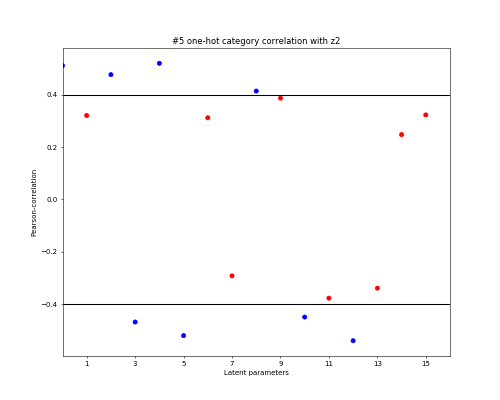 #5 one-hot category correlation with z2
0.4
0.2
0.0
−0.2
−0.4
Pearson-correlation
1 3 5 7 9 11 13 15
Latent parameters